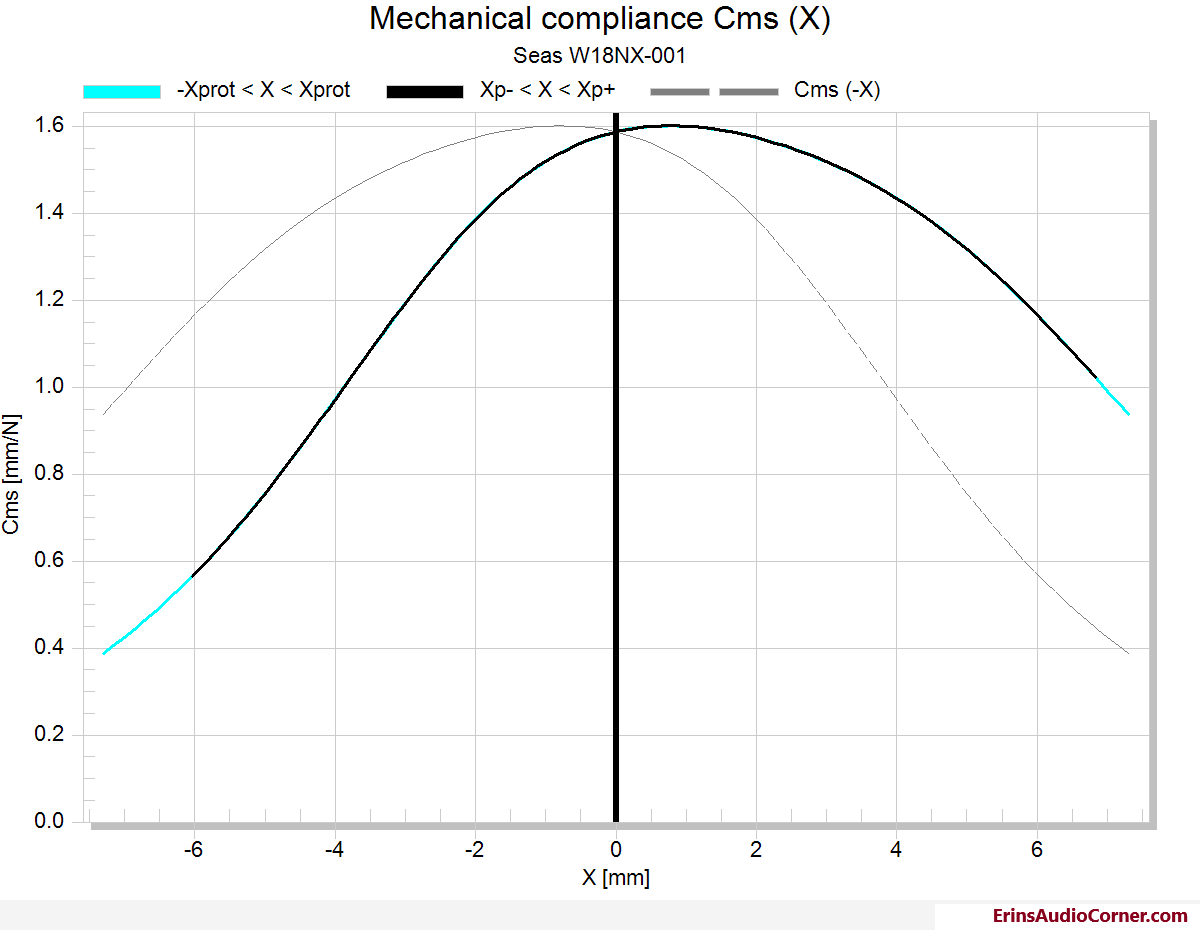 Mechanical compliance Cms (X)
Seas W18NX-001
-Xprot < X < Xprot Xp- < X < Xp+ Cms (-X)
Cms [mm/N]
1.6
1.4
1.2
1.0
0.8
0.6
0.4
0.2
0.0
-6 -4 -2 0 2 4 6
X [mm]
ErinsAudioCorner.com